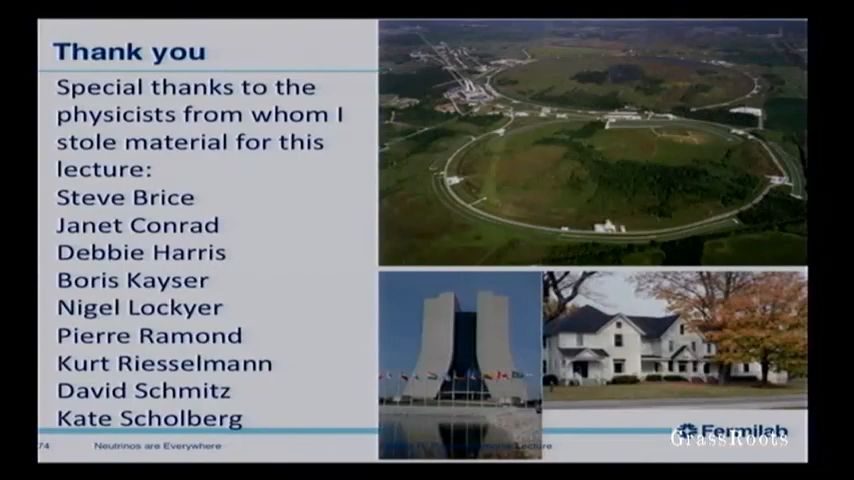 Thank you
Special thanks to the
physicists from whom I
stole material for this
lecture:
Steve Brice
Janet Conrad
Debbie Harris
Boris Kayser
Nigel Lockyer
Pierre Ramond
Kurt Riesselmann
David Schmitz
Kate Scholberg
74 Neutrinos are Everywhere Lecture
Fermilab
GrassRoots